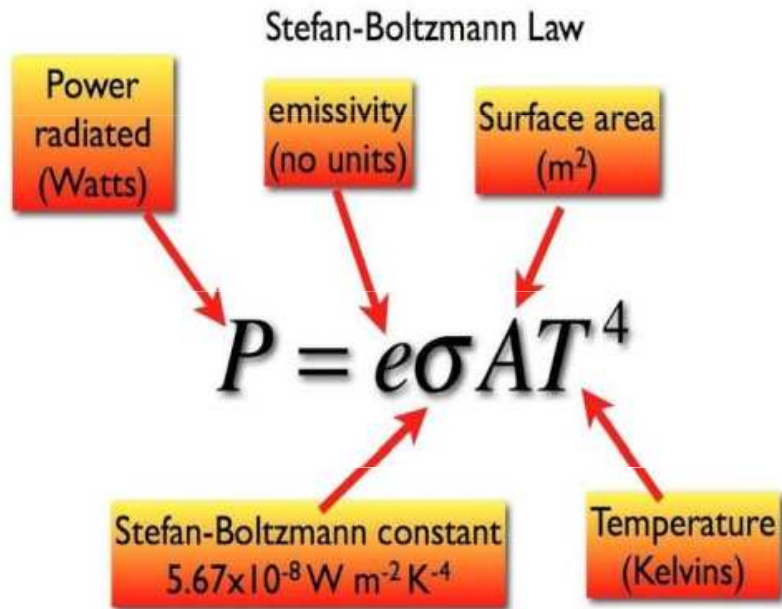 Stefan-Boltzmann Law
Power
radiated
(Watts)
emissivity
(no units)
Surface area
(m²)
P = eσAT⁴
Stefan-Boltzmann constant
5.67x10⁻⁸ W m⁻² K⁻⁴
Temperature
(Kelvins)